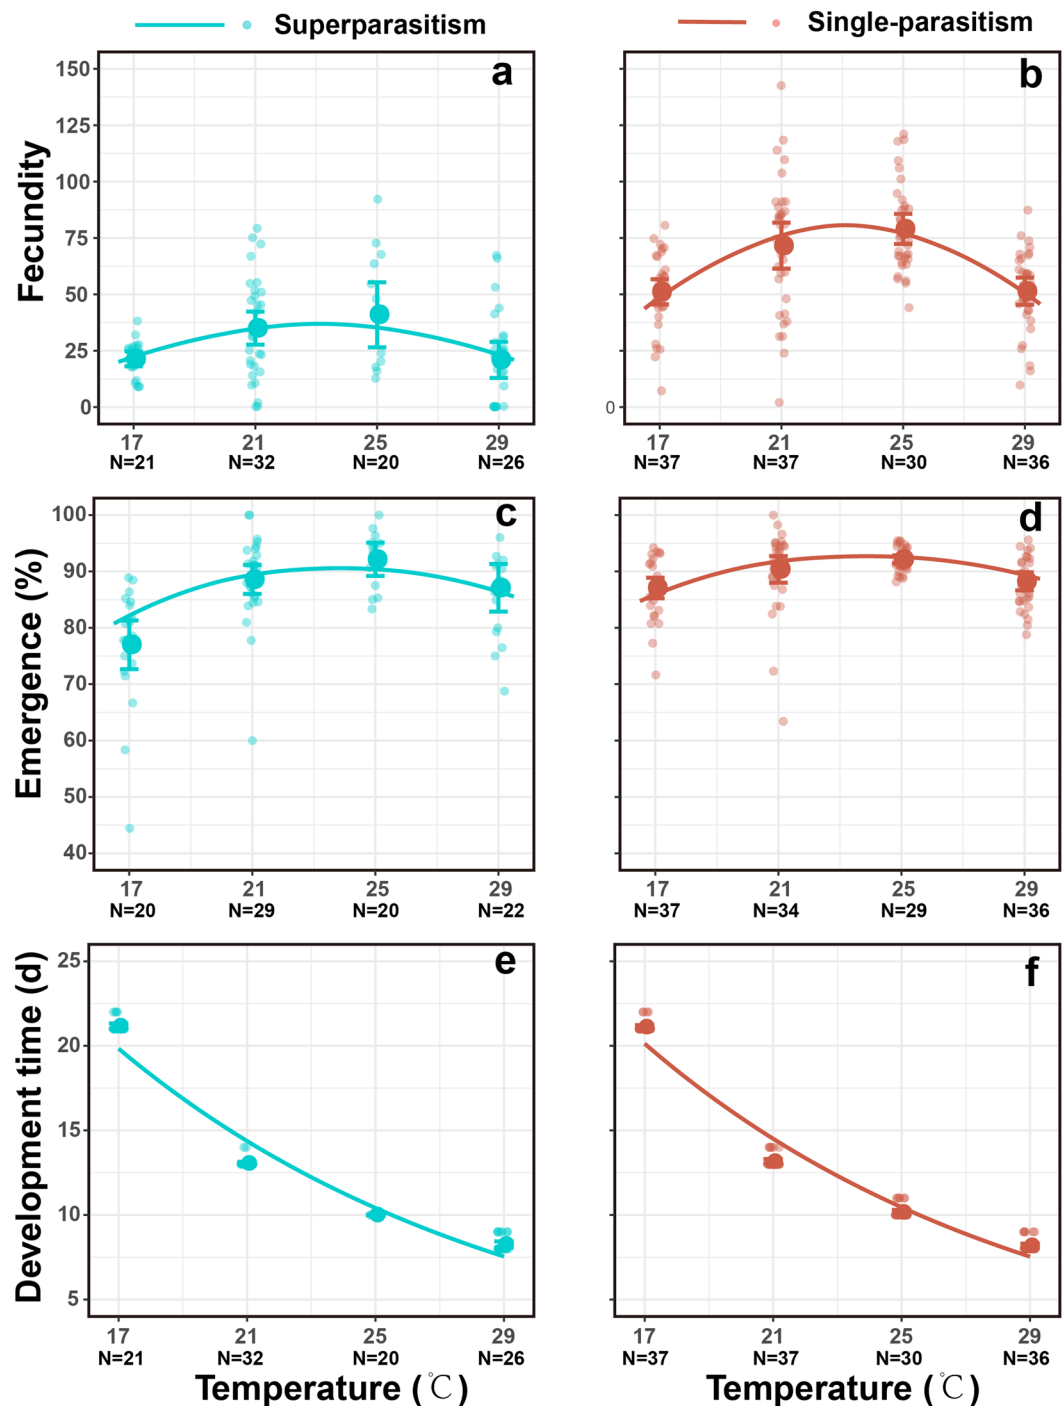 Superparasitism
Single-parasitism
a
b
Fecundity
150
125
100
75
50
25
0
0
17 21 25 29
N=21 N=32 N=20 N=26
17 21 25 29
N=37 N=37 N=30 N=36
c
d
Emergence (%)
100
90
80
70
60
50
40
17 21 25 29
N=20 N=29 N=20 N=22
17 21 25 29
N=37 N=34 N=29 N=36
e
f
Development time (d)
25
20
15
10
5
17 21 25 29
N=21 N=32 N=20 N=26
17 21 25 29
N=37 N=37 N=30 N=36
Temperature (℃)
Temperature (℃)